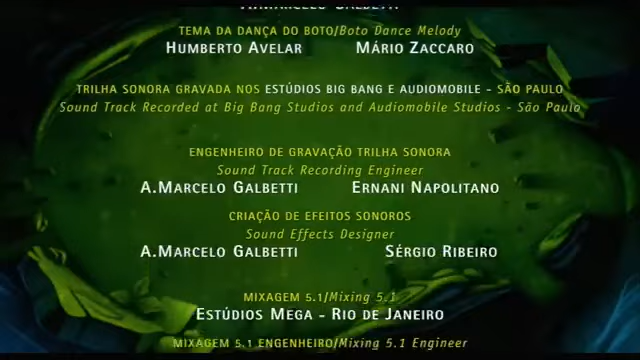 A.MARCELO GALBETTI
TEMA DA DANÇA DO BOTO/Boto Dance Melody
HUMBERTO AVELAR MÁRIO ZACCARO
TRILHA SONORA GRAVADA NOS ESTÚDIOS BIG BANG E AUDIOMOBILE - SÃO PAULO
Sound Track Recorded at Big Bang Studios and Audiomobile Studios - São Paulo
ENGENHEIRO DE GRAVAÇÃO TRILHA SONORA
Sound Track Recording Engineer
A.MARCELO GALBETTI ERNANI NAPOLITANO
CRIAÇÃO DE EFEITOS SONOROS
Sound Effects Designer
A.MARCELO GALBETTI SÉRGIO RIBEIRO
MIXAGEM 5.1/Mixing 5.1
ESTÚDIOS MEGA - RIO DE JANEIRO
MIXAGEM 5.1 ENGENHEIRO/Mixing 5.1 Engineer